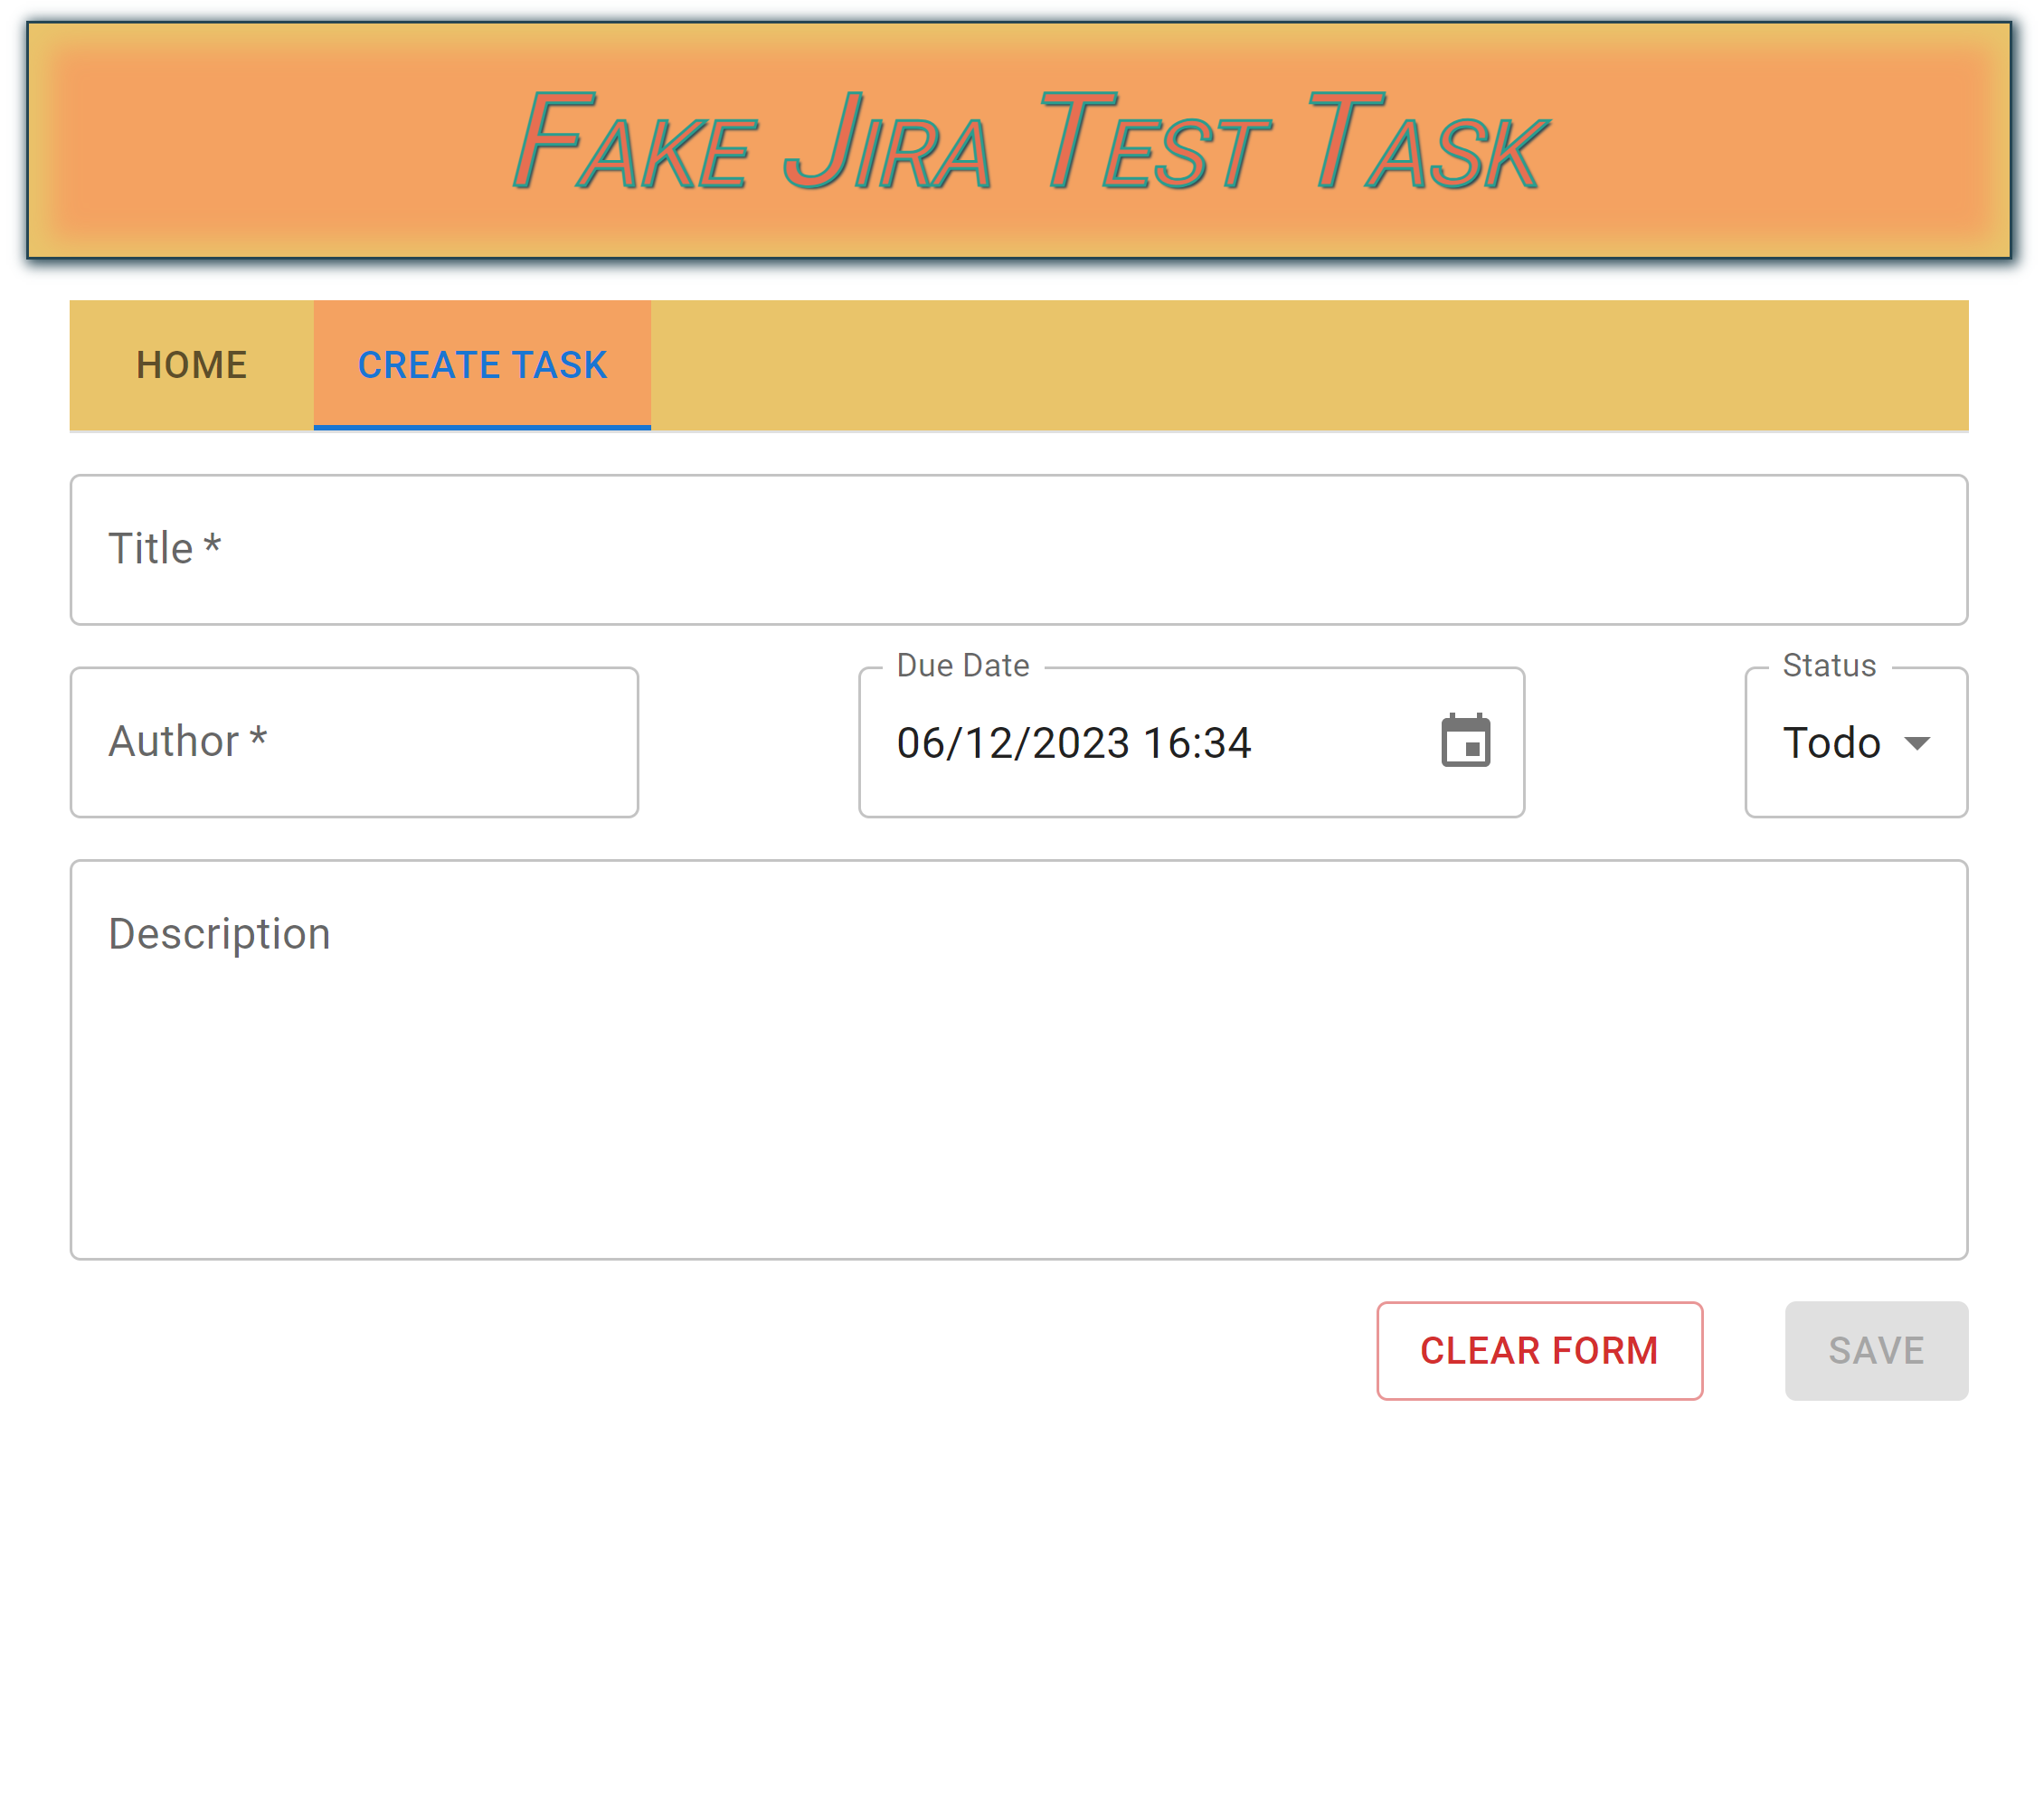 Fake Jira Test Task
HOME CREATE TASK
Title *
Due Date Status
Author * 06/12/2023 16:34 Todo
Description
CLEAR FORM SAVE